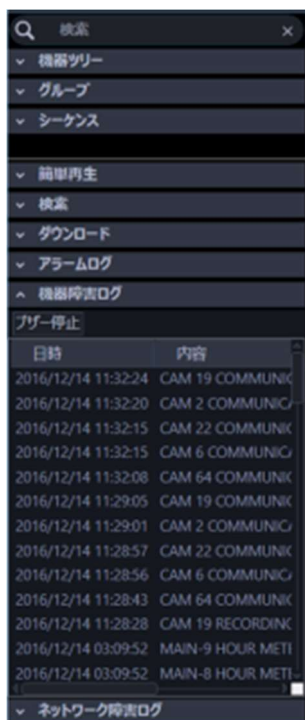 検索
機器ツリー
グループ
シーケンス
簡単再生
検索
ダウンロード
アラームログ
機器障害ログ
ブザー停止
日時 内容
2016/12/14 11:32:24 CAM 19 COMMUNIC
2016/12/14 11:32:20 CAM 2 COMMUNIC
2016/12/14 11:32:15 CAM 22 COMMUNIC
2016/12/14 11:32:15 CAM 6 COMMUNIC
2016/12/14 11:32:08 CAM 64 COMMUNIC
2016/12/14 11:29:05 CAM 19 COMMUNIC
2016/12/14 11:29:01 CAM 2 COMMUNIC
2016/12/14 11:28:57 CAM 22 COMMUNIC
2016/12/14 11:28:56 CAM 6 COMMUNIC
2016/12/14 11:28:43 CAM 64 COMMUNIC
2016/12/14 11:28:28 CAM 19 RECORDING
2016/12/14 03:09:52 MAIN-9 HOUR METE
2016/12/14 03:09:52 MAIN-8 HOUR METE
ネットワーク障害ログ